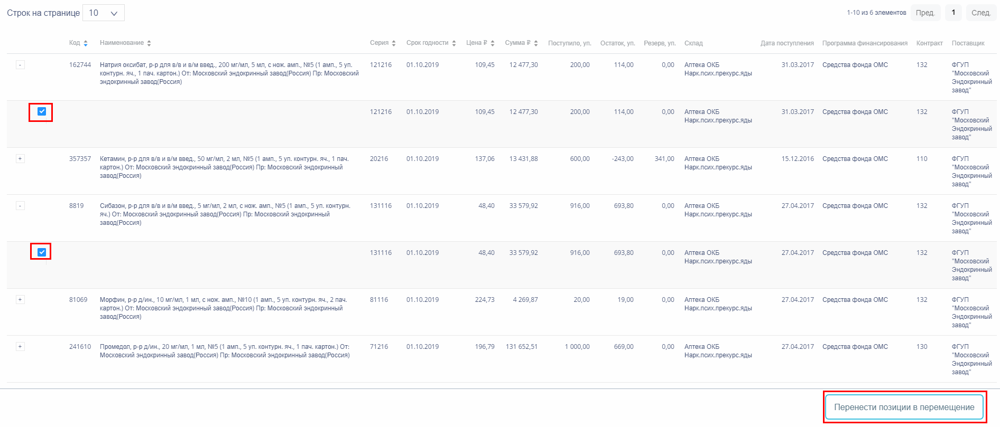 Строк на странице 10
1-10 из 6 элементов Пред. 1 След.
Код Наименование Серия Срок годности Цена ₽ Сумма ₽ Поступило, уп. Остаток, уп. Резерв, уп. Склад Дата поступления Программа финансирования Контракт Поставщик
- 162744 Натрия оксибат, р-р для в/в и в/м введ., 200 мг/мл, 5 мл, с нож. амп., №5 (1 амп., 5 уп. 121216 01.10.2019 109,45 12 477,30 200,00 114,00 0,00 Аптека ОКБ 31.03.2017 Средства фонда ОМС 132 ФГУП
контурн. яч., 1 пач. картон.) От: Московский эндокринный завод(Россия) Пр: Московский Нарк.псих.прекурс.яды "Московский
эндокринный завод(Россия) Эндокринный
завод"
121216 01.10.2019 109,45 12 477,30 200,00 114,00 0,00 Аптека ОКБ 31.03.2017 Средства фонда ОМС 132 ФГУП
Нарк.псих.прекурс.яды "Московский
Эндокринный
завод"
+ 357357 Кетамин, р-р для в/в и в/м введ., 50 мг/мл, 2 мл, №5 (1 амп., 5 уп. контурн. яч., 1 пач. 20216 01.10.2019 137,06 13 431,88 600,00 -243,00 341,00 Аптека ОКБ 15.12.2016 Средства фонда ОМС 110 ФГУП
картон.) От: Московский эндокринный завод(Россия) Пр: Московский эндокринный Нарк.псих.прекурс.яды "Московский
завод(Россия) Эндокринный
завод"
- 8819 Сибазон, р-р для в/в и в/м введ., 5 мг/мл, 2 мл, с нож. амп., №5 (1 амп., 5 уп. контурн. 131116 01.10.2019 48,40 33 579,92 916,00 693,80 0,00 Аптека ОКБ 27.04.2017 Средства фонда ОМС 132 ФГУП
яч.) От: Московский эндокринный завод(Россия) Пр: Московский эндокринный Нарк.псих.прекурс.яды "Московский
завод(Россия) Эндокринный
завод"
131116 01.10.2019 48,40 33 579,92 916,00 693,80 0,00 Аптека ОКБ 27.04.2017 Средства фонда ОМС 132 ФГУП
Нарк.псих.прекурс.яды "Московский
Эндокринный
завод"
+ 81069 Морфин, р-р д/ин., 10 мг/мл, 1 мл, с нож. амп., №10 (1 амп., 5 уп. контурн. яч., 2 пач. 81116 01.10.2019 224,73 4 269,87 20,00 19,00 0,00 Аптека ОКБ 27.04.2017 Средства фонда ОМС 132 ФГУП
картон.) От: Московский эндокринный завод(Россия) Пр: Московский эндокринный Нарк.псих.прекурс.яды "Московский
завод(Россия) Эндокринный
завод"
+ 241610 Промедол, р-р д/ин., 20 мг/мл, 1 мл, №5 (1 амп., 5 уп. контурн. яч., 1 пач. картон.) От: 71216 01.10.2019 196,79 131 652,51 1 000,00 669,00 0,00 Аптека ОКБ 27.04.2017 Средства фонда ОМС 130 ФГУП
Московский эндокринный завод(Россия) Пр: Московский эндокринный завод(Россия) Нарк.псих.прекурс.яды "Московский
Эндокринный
завод"
Перенести позиции в перемещение